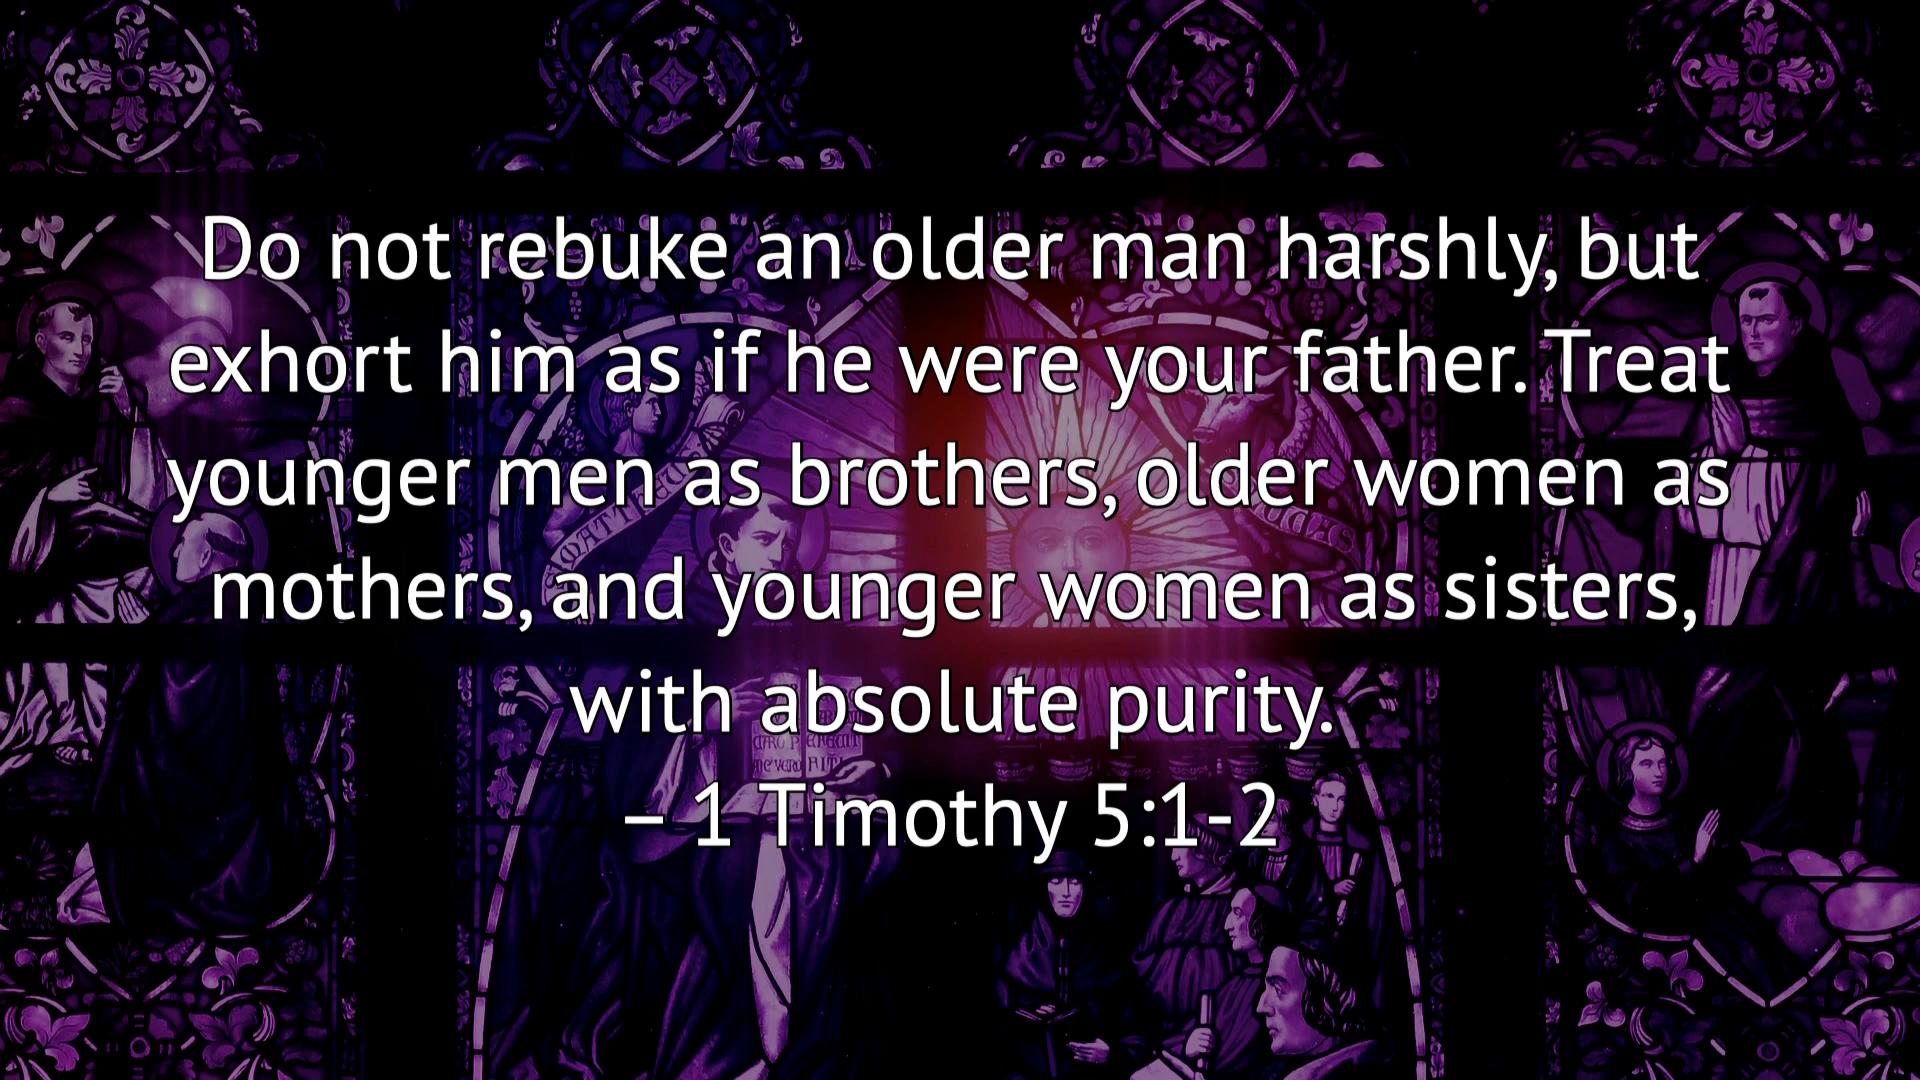 Do not rebuke an older man harshly, but
exhort him as if he were your father. Treat
younger men as brothers, older women as
mothers, and younger women as sisters,
with absolute purity.
– 1 Timothy 5:1-2